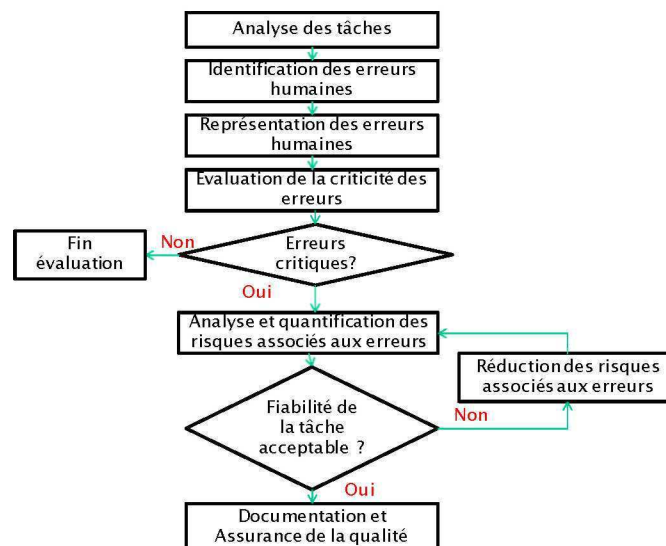 Analyse des tâches
Identification des erreurs
humaines
Représentation des erreurs
humaines
Evaluation de la criticité des
erreurs
Erreurs
critiques?
Non
Fin
évaluation
Oui
Analyse et quantification des
risques associés aux erreurs
Fiabilité de
la tâche
acceptable ?
Non
Réduction des risques
associés aux erreurs
Oui
Documentation et
Assurance de la qualité